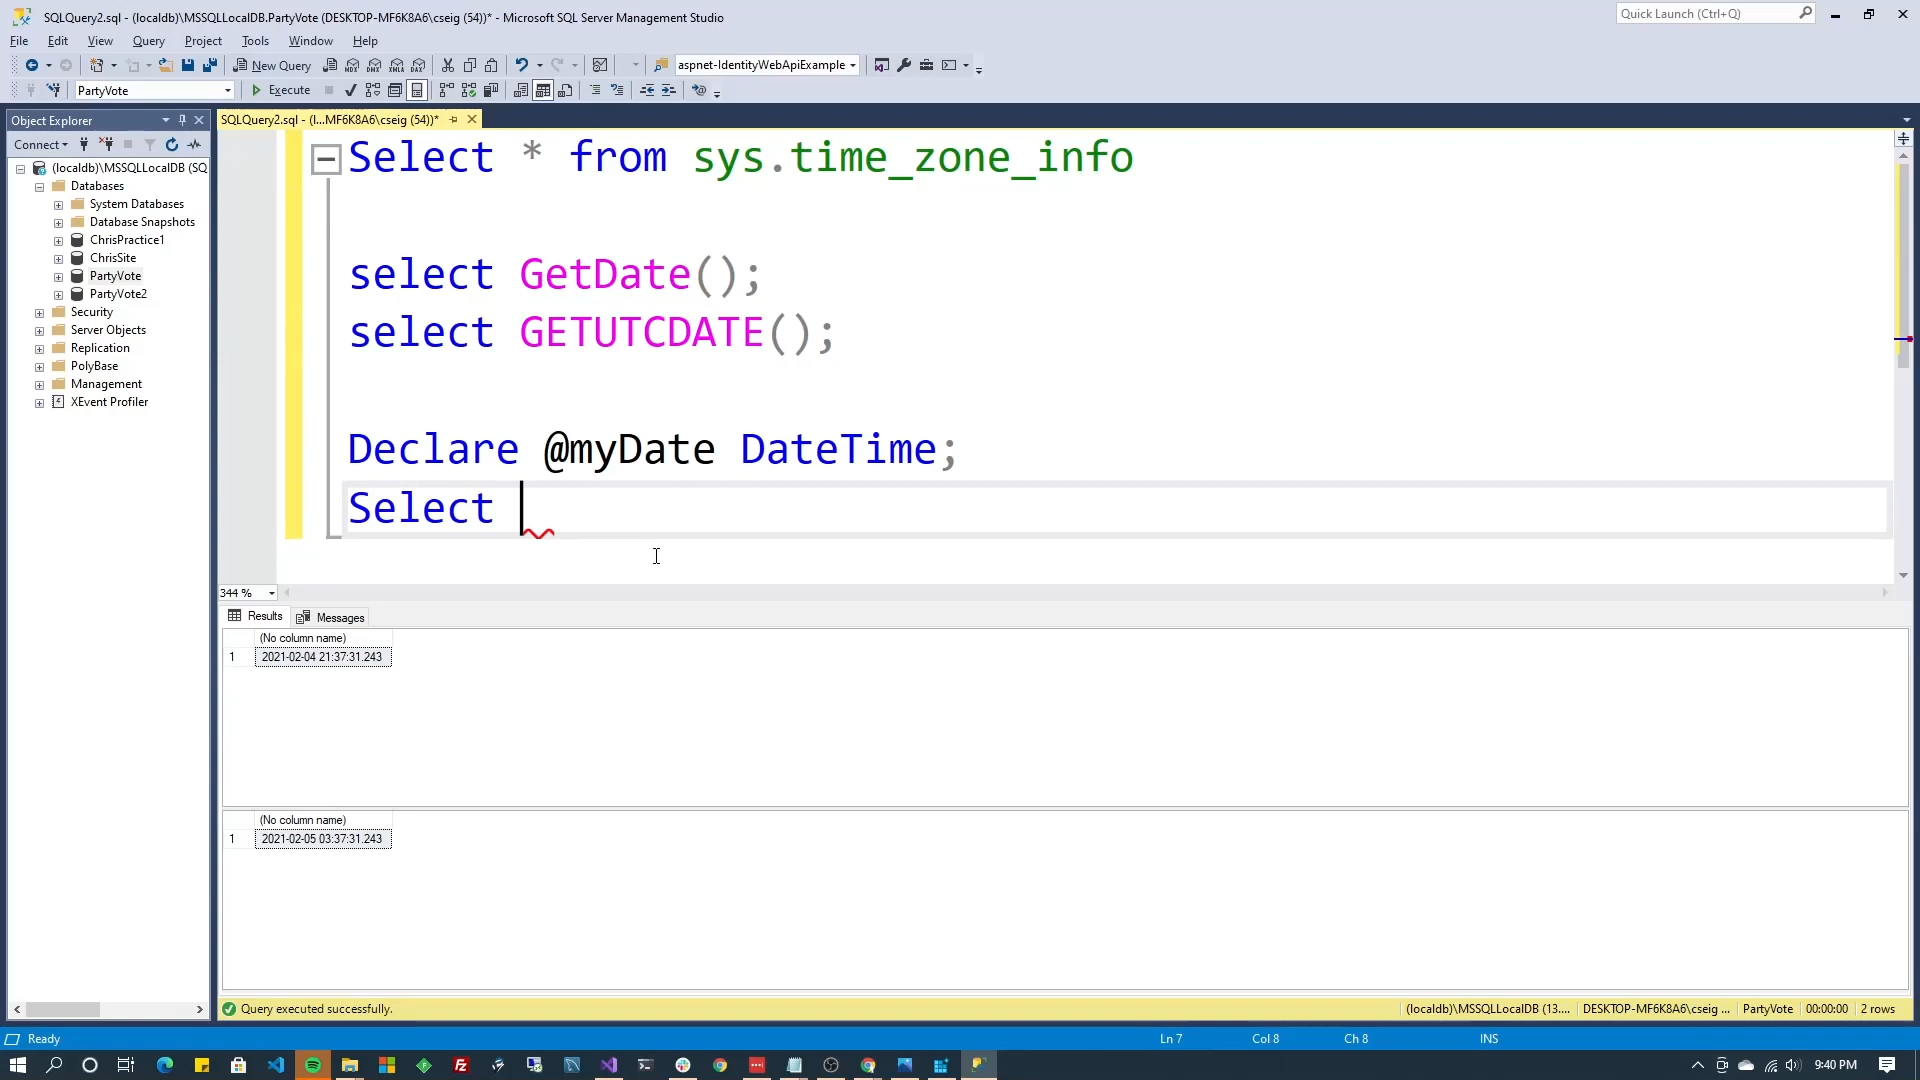 SQLQuery2.sql - (localdb)\MSSQLLocalDB.PartyVote (DESKTOP-MF6K8A6\cseig (54))* - Microsoft SQL Server Management Studio
Quick Launch (Ctrl+Q)
File Edit View Query Project Tools Window Help
New Query MDX DMX XMLA DAX aspnet-IdentityWebApiExample
PartyVote Execute
Object Explorer
SQLQuery2.sql - (l...MF6K8A6\cseig (54))*
Connect
(localdb)\MSSQLLocalDB (SQ
Databases
System Databases
Database Snapshots
ChrisPractice1
ChrisSite
PartyVote
PartyVote2
Security
Server Objects
Replication
PolyBase
Management
XEvent Profiler
Select * from sys.time_zone_info
select GetDate();
select GETUTCDATE();
Declare @myDate DateTime;
Select
344 %
Results Messages
(No column name)
1 2021-02-04 21:37:31.243
(No column name)
1 2021-02-05 03:37:31.243
Query executed successfully.
(localdb)\MSSQLLocalDB (13.... DESKTOP-MF6K8A6\cseig ... PartyVote 00:00:00 2 rows
Ready Ln 7 Col 8 Ch 8 INS
9:40 PM